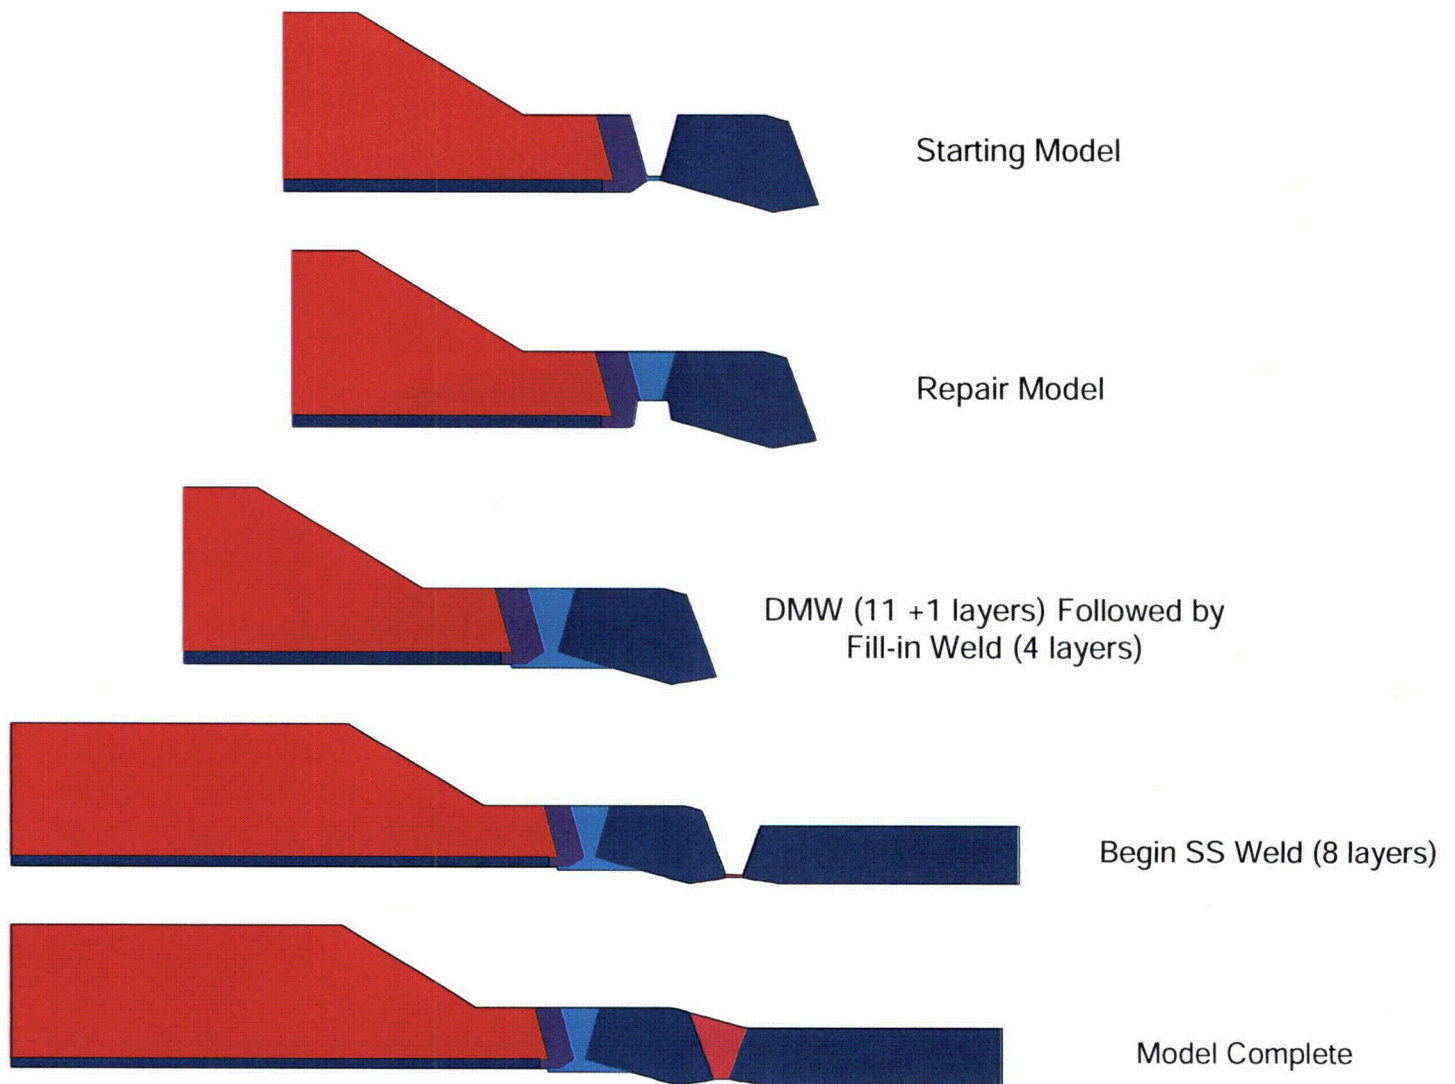 Starting Model
Repair Model
DMW (11 +1 layers) Followed by
Fill-in Weld (4 layers)
Begin SS Weld (8 layers)
Model Complete